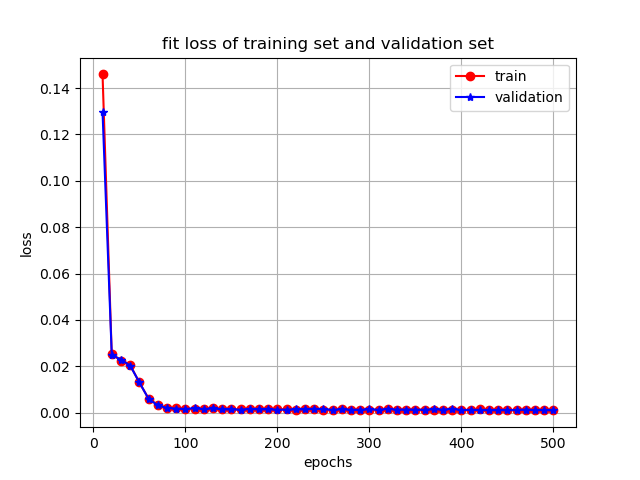 fit loss of training set and validation set
train
validation
0.14
0.12
0.10
0.08
0.06
0.04
0.02
0.00
loss
0 100 200 300 400 500
epochs